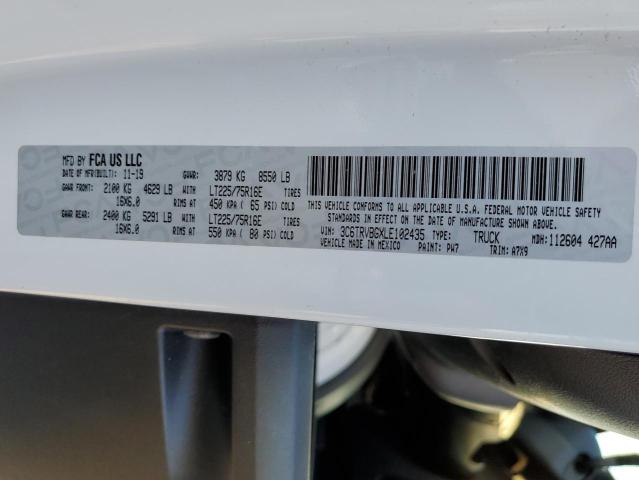 MFD BY FCA US LLC
DATE OF MFR(BUILT): 11-19 GVWR: 3879 KG 8550 LB
GAWR FRONT: 2100 KG 4629 LB WITH LT225/75R16E TIRES
16X6.0 RIMS AT 450 KPA ( 65 PSI) COLD
GAWR REAR: 2400 KG 5291 LB WITH LT225/75R16E TIRES
16X6.0 RIMS AT 550 KPA ( 80 PSI) COLD
THIS VEHICLE CONFORMS TO ALL APPLICABLE U.S.A. FEDERAL MOTOR VEHICLE SAFETY
STANDARDS IN EFFECT ON THE DATE OF MANUFACTURE SHOWN ABOVE.
VIN: 3C6TRVBGXLE102435 TYPE: TRUCK MDH: 112604 427AA
VEHICLE MADE IN MEXICO PAINT: PW7 TRIM: A7X9